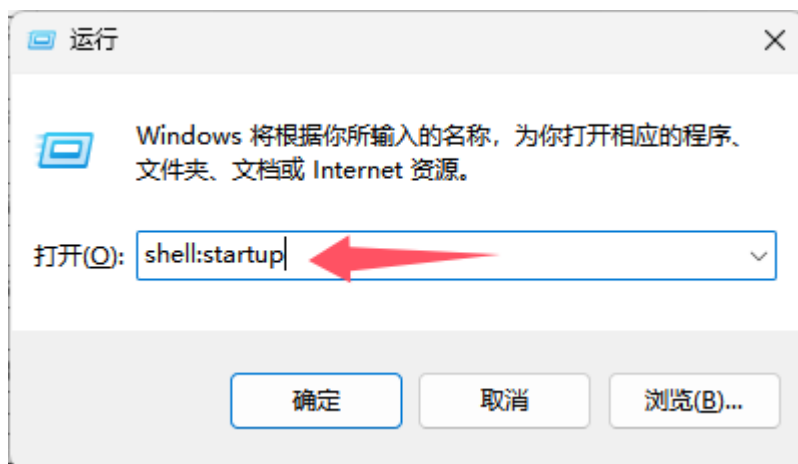 运行
Windows 将根据你所输入的名称，为你打开相应的程序、
文件夹、文档或 Internet 资源。
打开(O): shell:startup
确定 取消 浏览(B)...